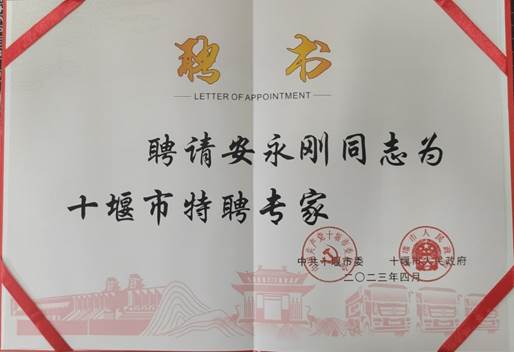 聘 书
LETTER OF APPOINTMENT
聘请安永刚同志为
十堰市特聘专家
中共十堰市委 十堰市人民政府
二〇二三年四月